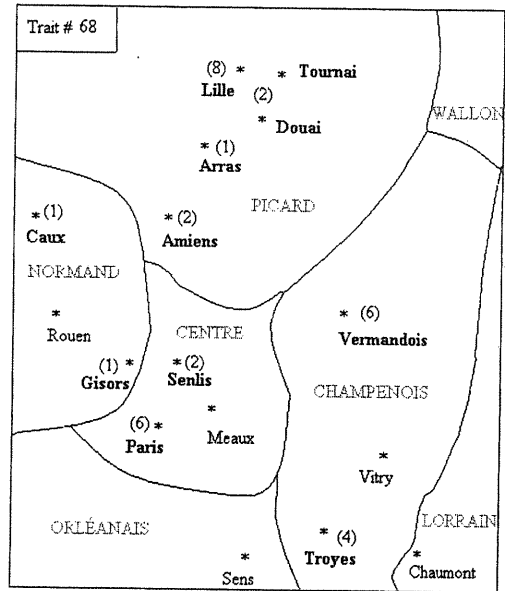 Trait # 68
(8) * * Tournai
Lille (2)
* Douai
WALLON
* (1)
Arras
PICARD
* (1)
Caux
* (2)
Amiens
NORMAND
*
Rouen
CENTRE
* (6)
Vermandois
(1) *
Gisors
* (2)
Senlis
CHAMPENOIS
(6) *
Paris
*
Meaux
*
Vitry
ORLÉANAIS
LORRAIN
* (4)
Troyes
*
Sens
*
Chaumont